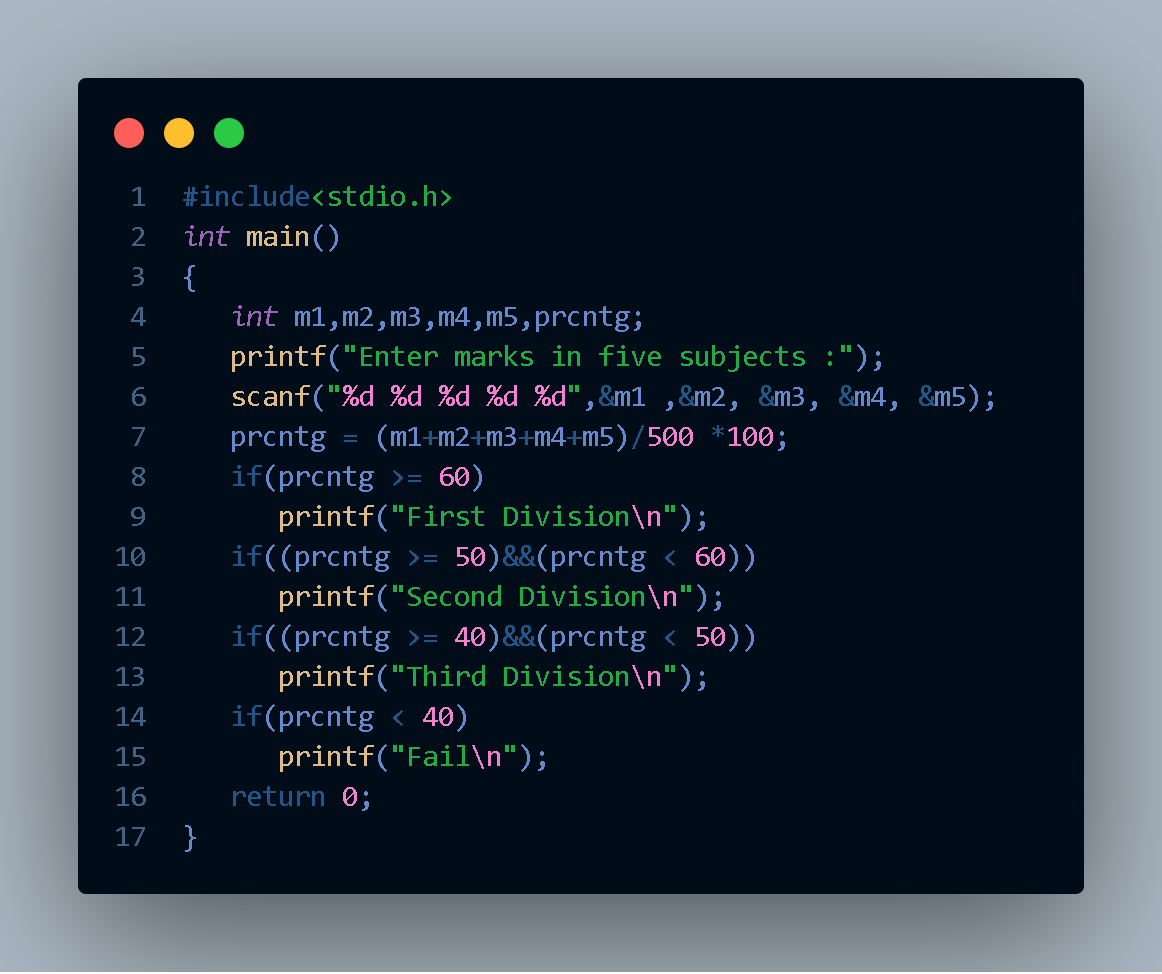 1 #include<stdio.h>
2 int main()
3 {
4    int m1,m2,m3,m4,m5,prcntg;
5    printf("Enter marks in five subjects :");
6    scanf("%d %d %d %d %d",&m1 ,&m2, &m3, &m4, &m5);
7    prcntg = (m1+m2+m3+m4+m5)/500 *100;
8    if(prcntg >= 60)
9       printf("First Division\n");
10    if((prcntg >= 50)&&(prcntg < 60))
11       printf("Second Division\n");
12    if((prcntg >= 40)&&(prcntg < 50))
13       printf("Third Division\n");
14    if(prcntg < 40)
15       printf("Fail\n");
16    return 0;
17 }